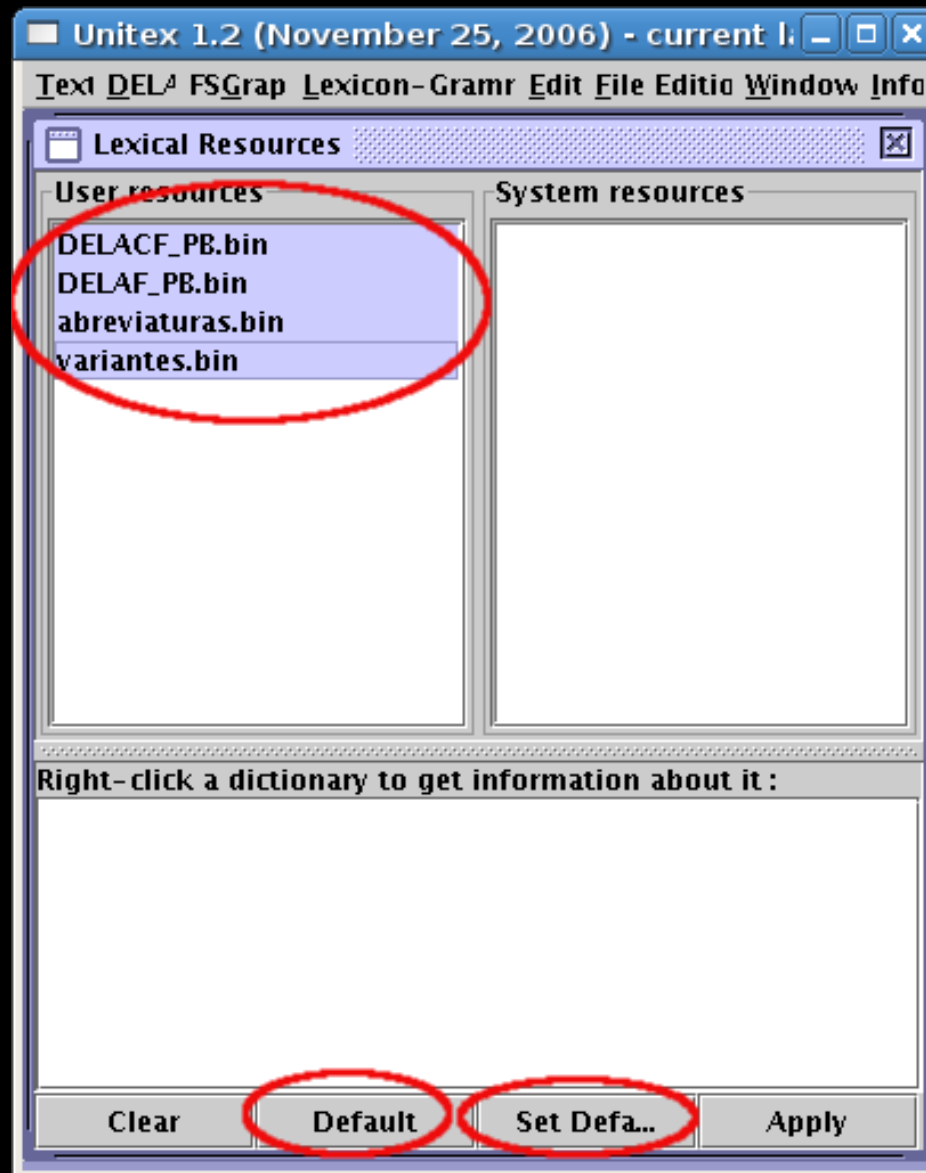 Unitex 1.2 (November 25, 2006) - current l
Text DELA FSGrap Lexicon-Gramr Edit File Editio Window Info
Lexical Resources
User resources
DELACF_PB.bin
DELAF_PB.bin
abreviaturas.bin
variantes.bin
System resources
Right-click a dictionary to get information about it :
Clear Default Set Defa... Apply